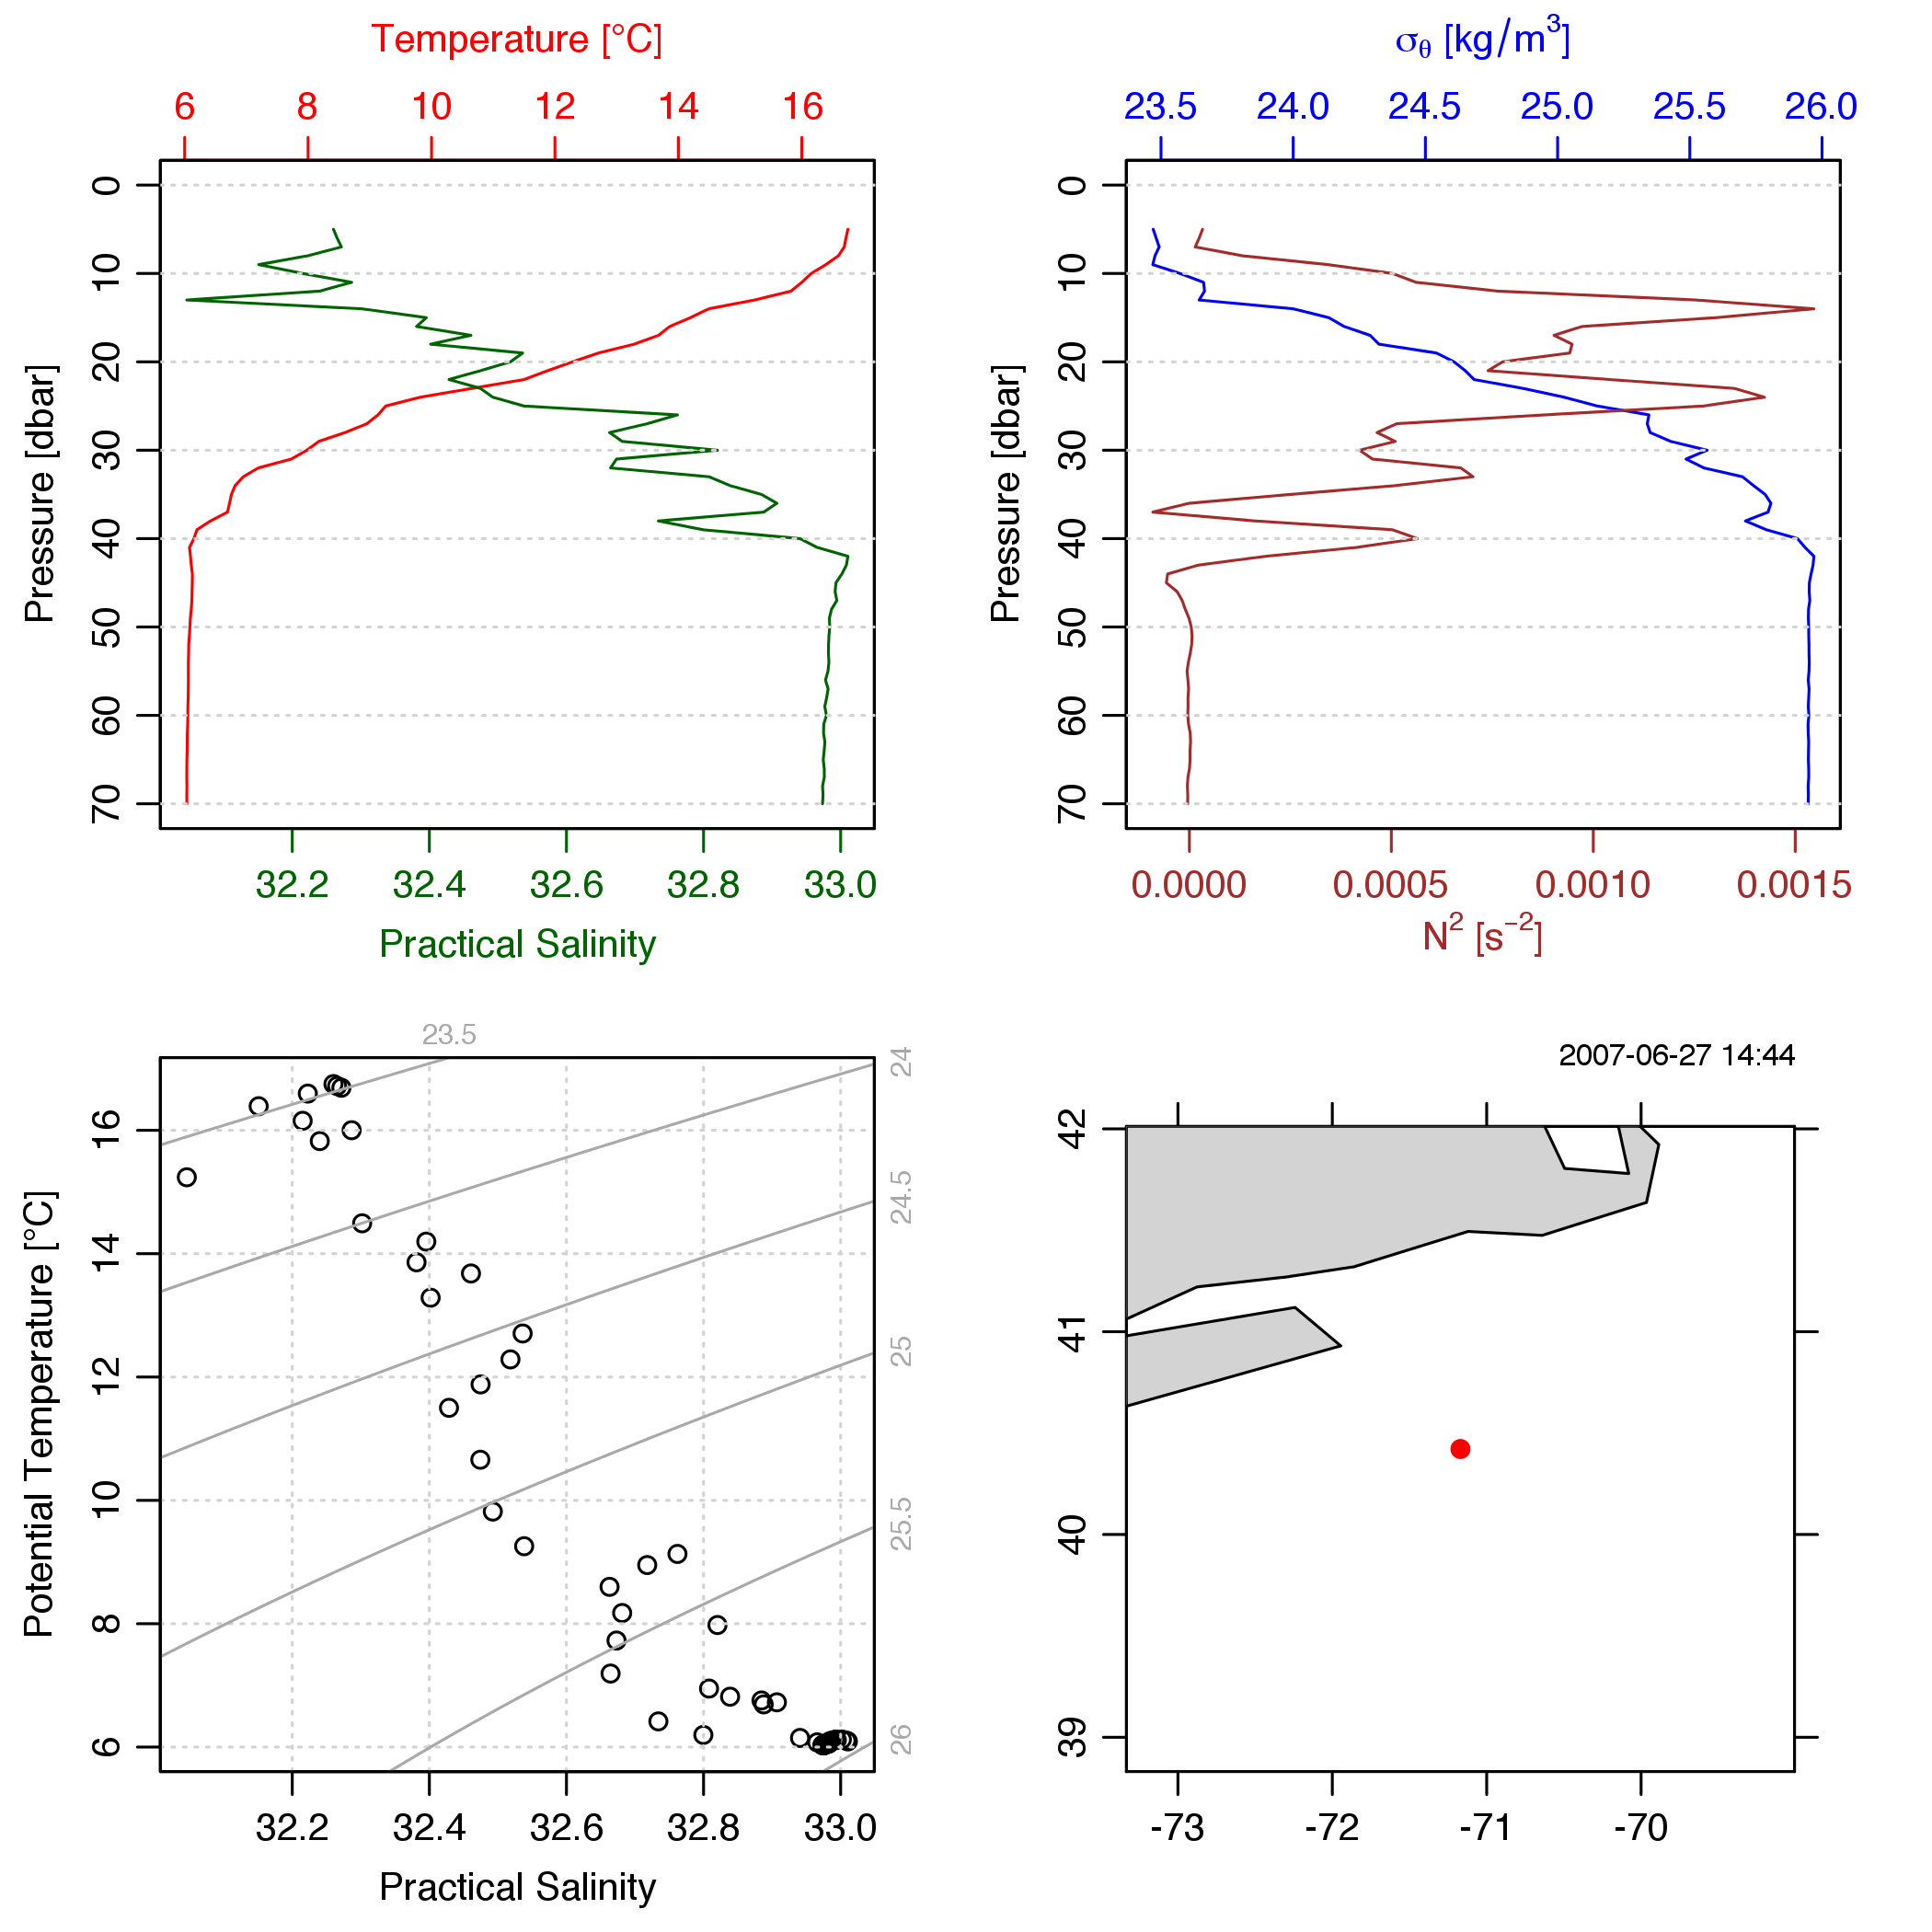 Temperature [°C]
6 8 10 12 14 16
Pressure [dbar]
0 10 20 30 40 50 60 70
32.2 32.4 32.6 32.8 33.0
Practical Salinity
σθ [kg/m³]
23.5 24.0 24.5 25.0 25.5 26.0
Pressure [dbar]
0 10 20 30 40 50 60 70
0.0000 0.0005 0.0010 0.0015
N² [s⁻²]
23.5
24
24.5
25
25.5
26
Potential Temperature [°C]
6 8 10 12 14 16
32.2 32.4 32.6 32.8 33.0
Practical Salinity
2007-06-27 14:44
42
41
40
39
-73 -72 -71 -70